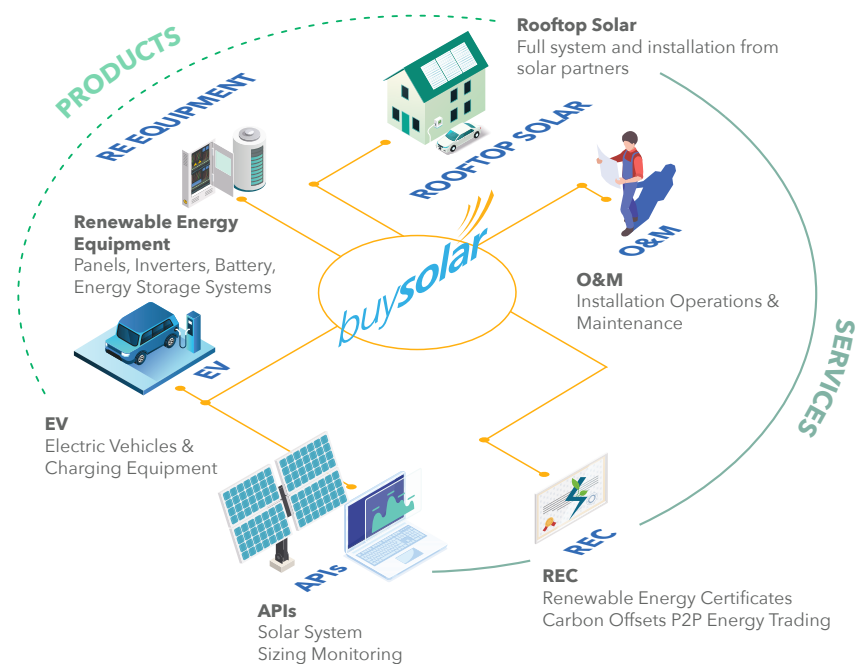 PRODUCTS
RE EQUIPMENT
Rooftop Solar
Full system and installation from
solar partners
ROOFTOP SOLAR
Renewable Energy
Equipment
Panels, Inverters, Battery,
Energy Storage Systems
buysolar
O&M
O&M
Installation Operations &
Maintenance
SERVICES
EV
EV
Electric Vehicles &
Charging Equipment
APIs
APIs
Solar System
Sizing Monitoring
REC
REC
Renewable Energy Certificates
Carbon Offsets P2P Energy Trading